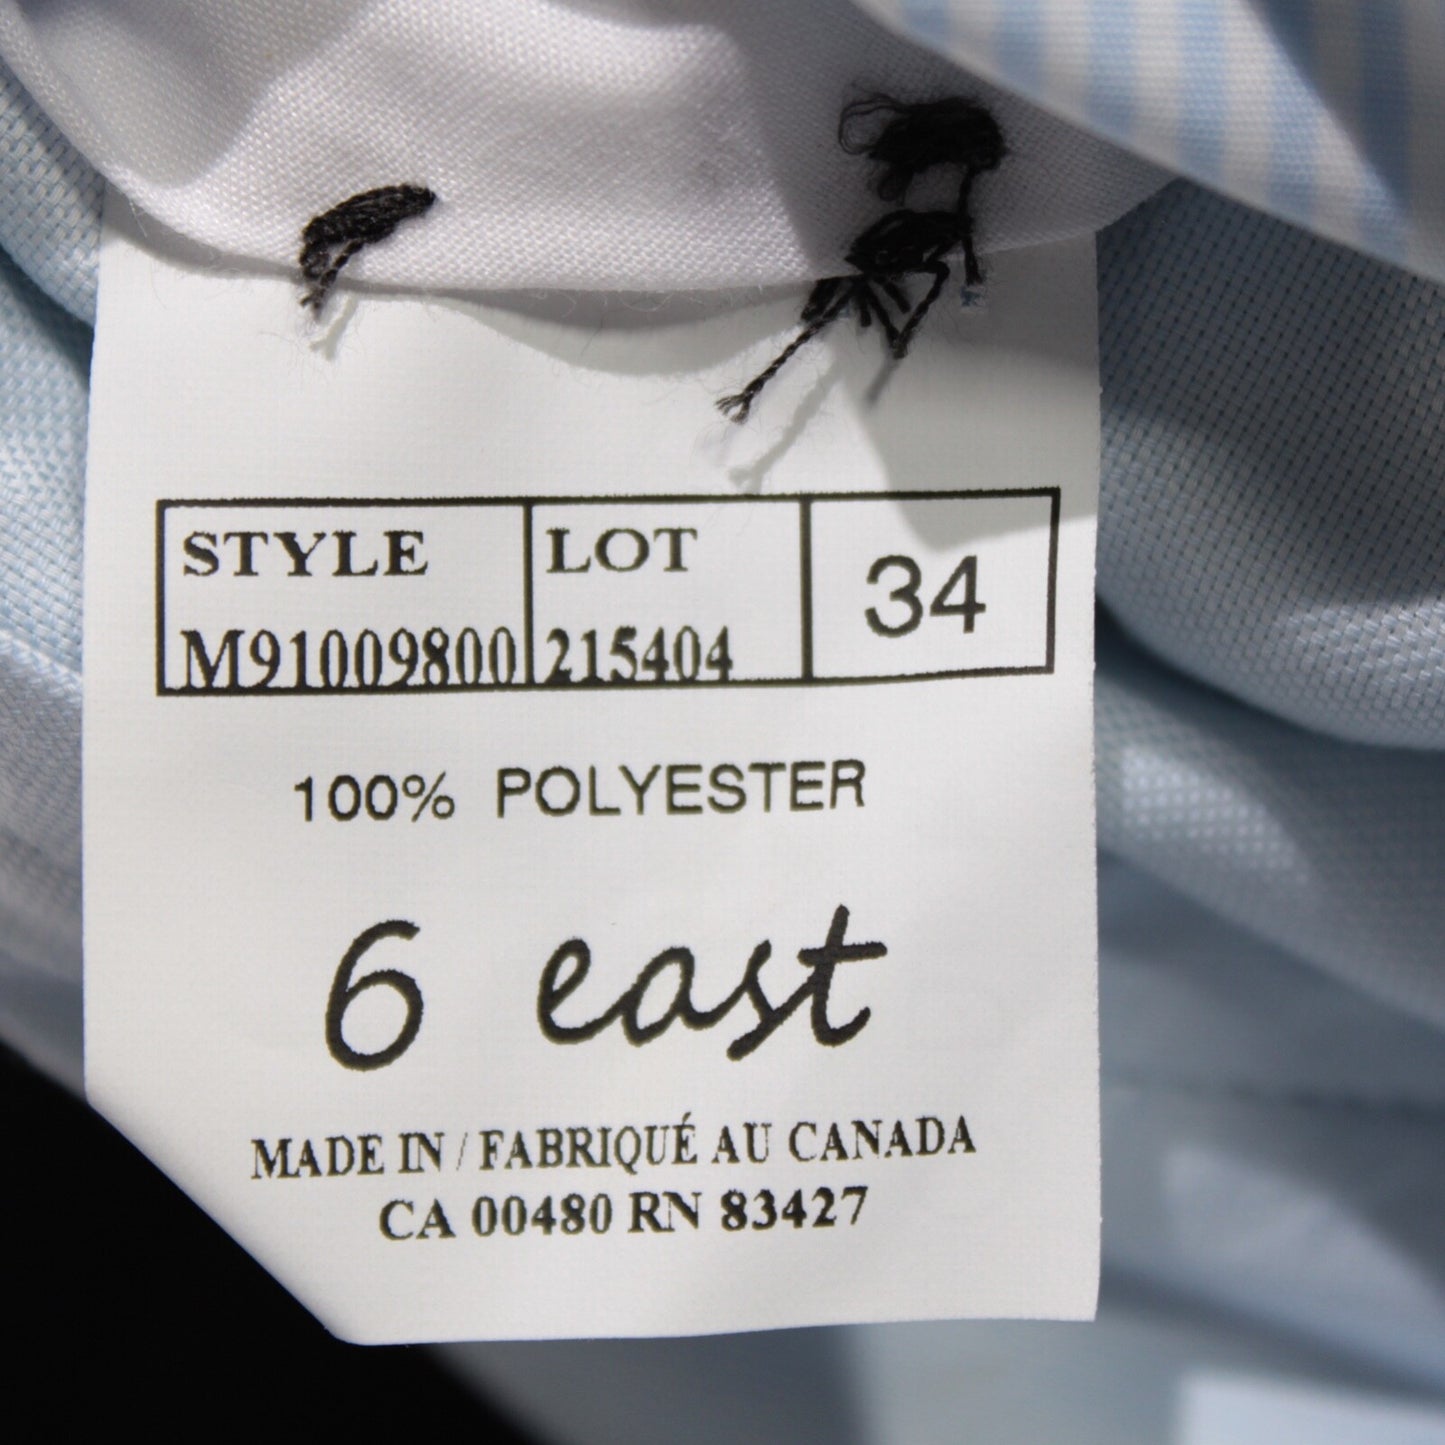 STYLE LOT 34
M91009800 215404
100% POLYESTER
6 east
MADE IN / FABRIQUÉ AU CANADA
CA 00480 RN 83427